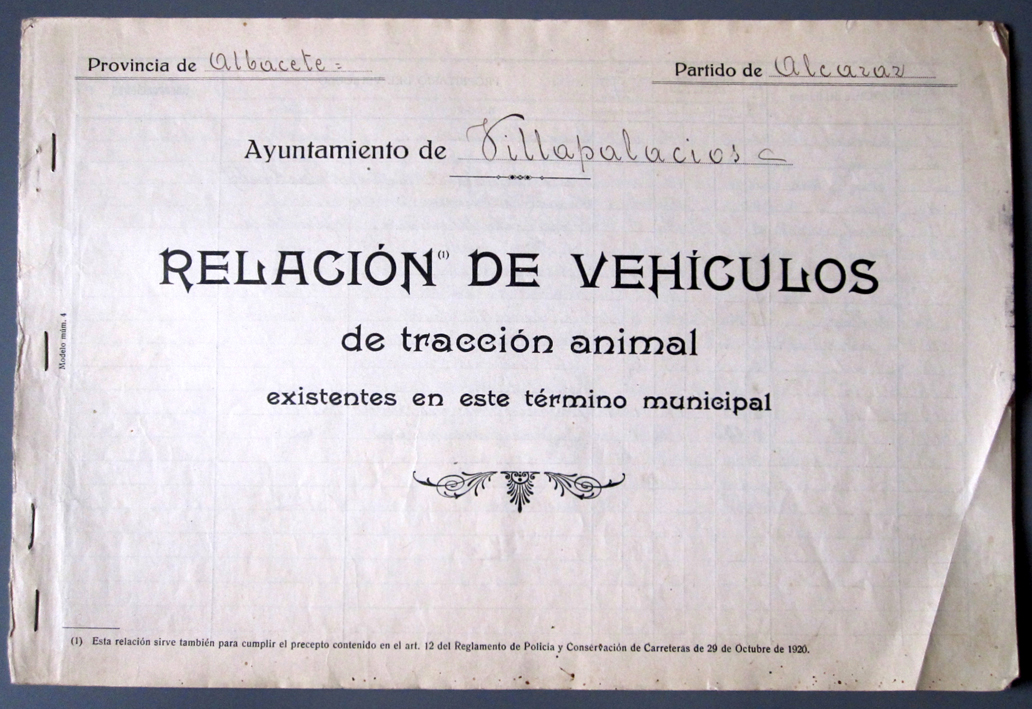 Provincia de Albacete =
Partido de Alcaraz
Ayuntamiento de Villapalacios
RELACIÓN (1) DE VEHÍCULOS
de tracción animal
existentes en este término municipal
Modelo núm. 4
(1) Esta relación sirve también para cumplir el precepto contenido en el art. 12 del Reglamento de Policía y Conservación de Carreteras de 29 de Octubre de 1920.